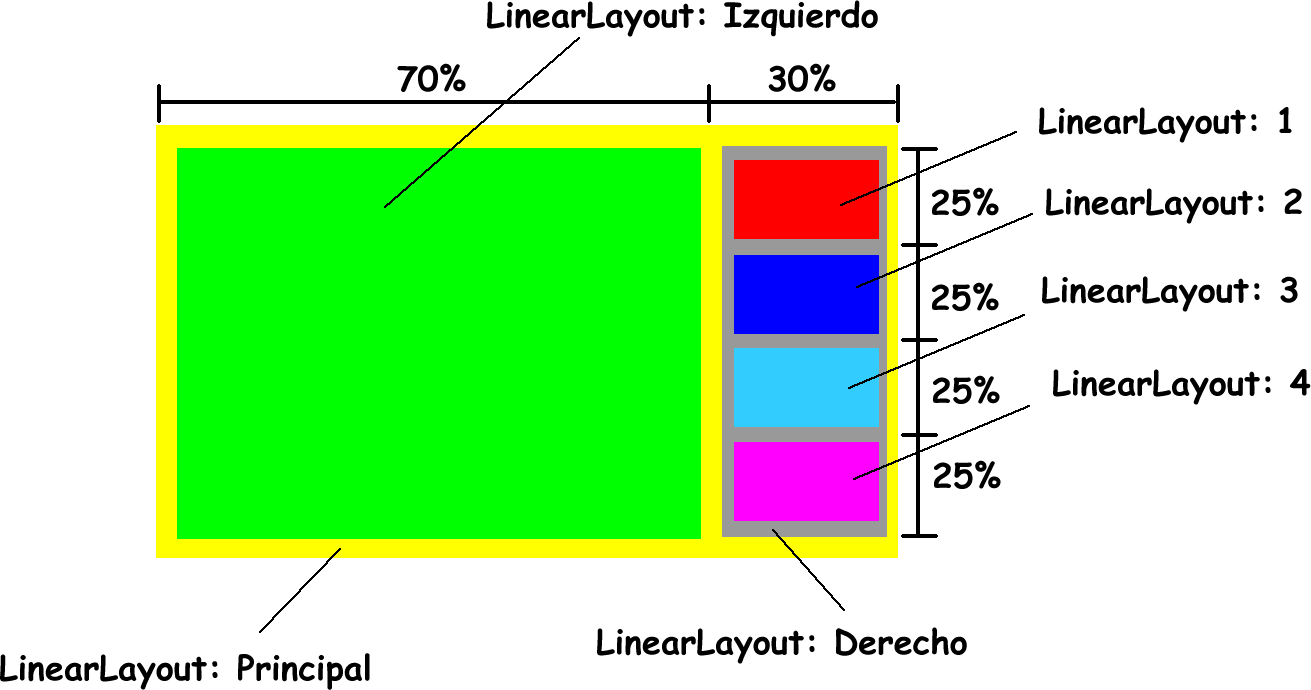 LinearLayout: Izquierdo
70%
30%
LinearLayout: 1
25%
LinearLayout: 2
25%
LinearLayout: 3
25%
LinearLayout: 4
25%
LinearLayout: Derecho
LinearLayout: Principal